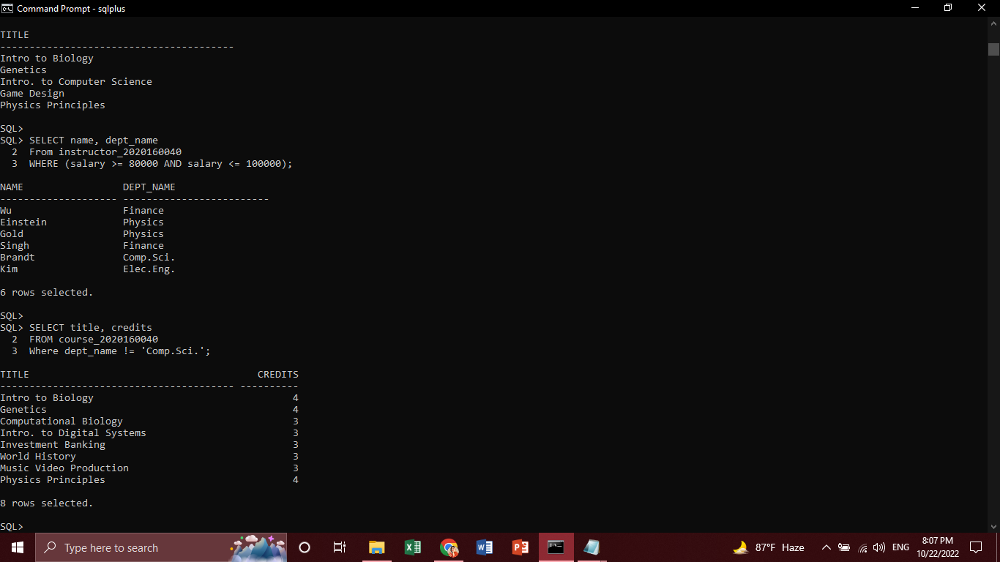 Command Prompt - sqlplus
TITLE
----------------------------------------
Intro to Biology
Genetics
Intro. to Computer Science
Game Design
Physics Principles
SQL>
SQL> SELECT name, dept_name
2 From instructor_2020160040
3 WHERE (salary >= 80000 AND salary <= 100000);
NAME DEPT_NAME
-------------------- -------------------------
Wu Finance
Einstein Physics
Gold Physics
Singh Finance
Brandt Comp.Sci.
Kim Elec.Eng.
6 rows selected.
SQL>
SQL> SELECT title, credits
2 FROM course_2020160040
3 Where dept_name != 'Comp.Sci.';
TITLE CREDITS
---------------------------------------- ----------
Intro to Biology 4
Genetics 4
Computational Biology 3
Intro. to Digital Systems 3
Investment Banking 3
World History 3
Music Video Production 3
Physics Principles 4
8 rows selected.
SQL>
Type here to search
87°F Haze
ENG
8:07 PM
10/22/2022